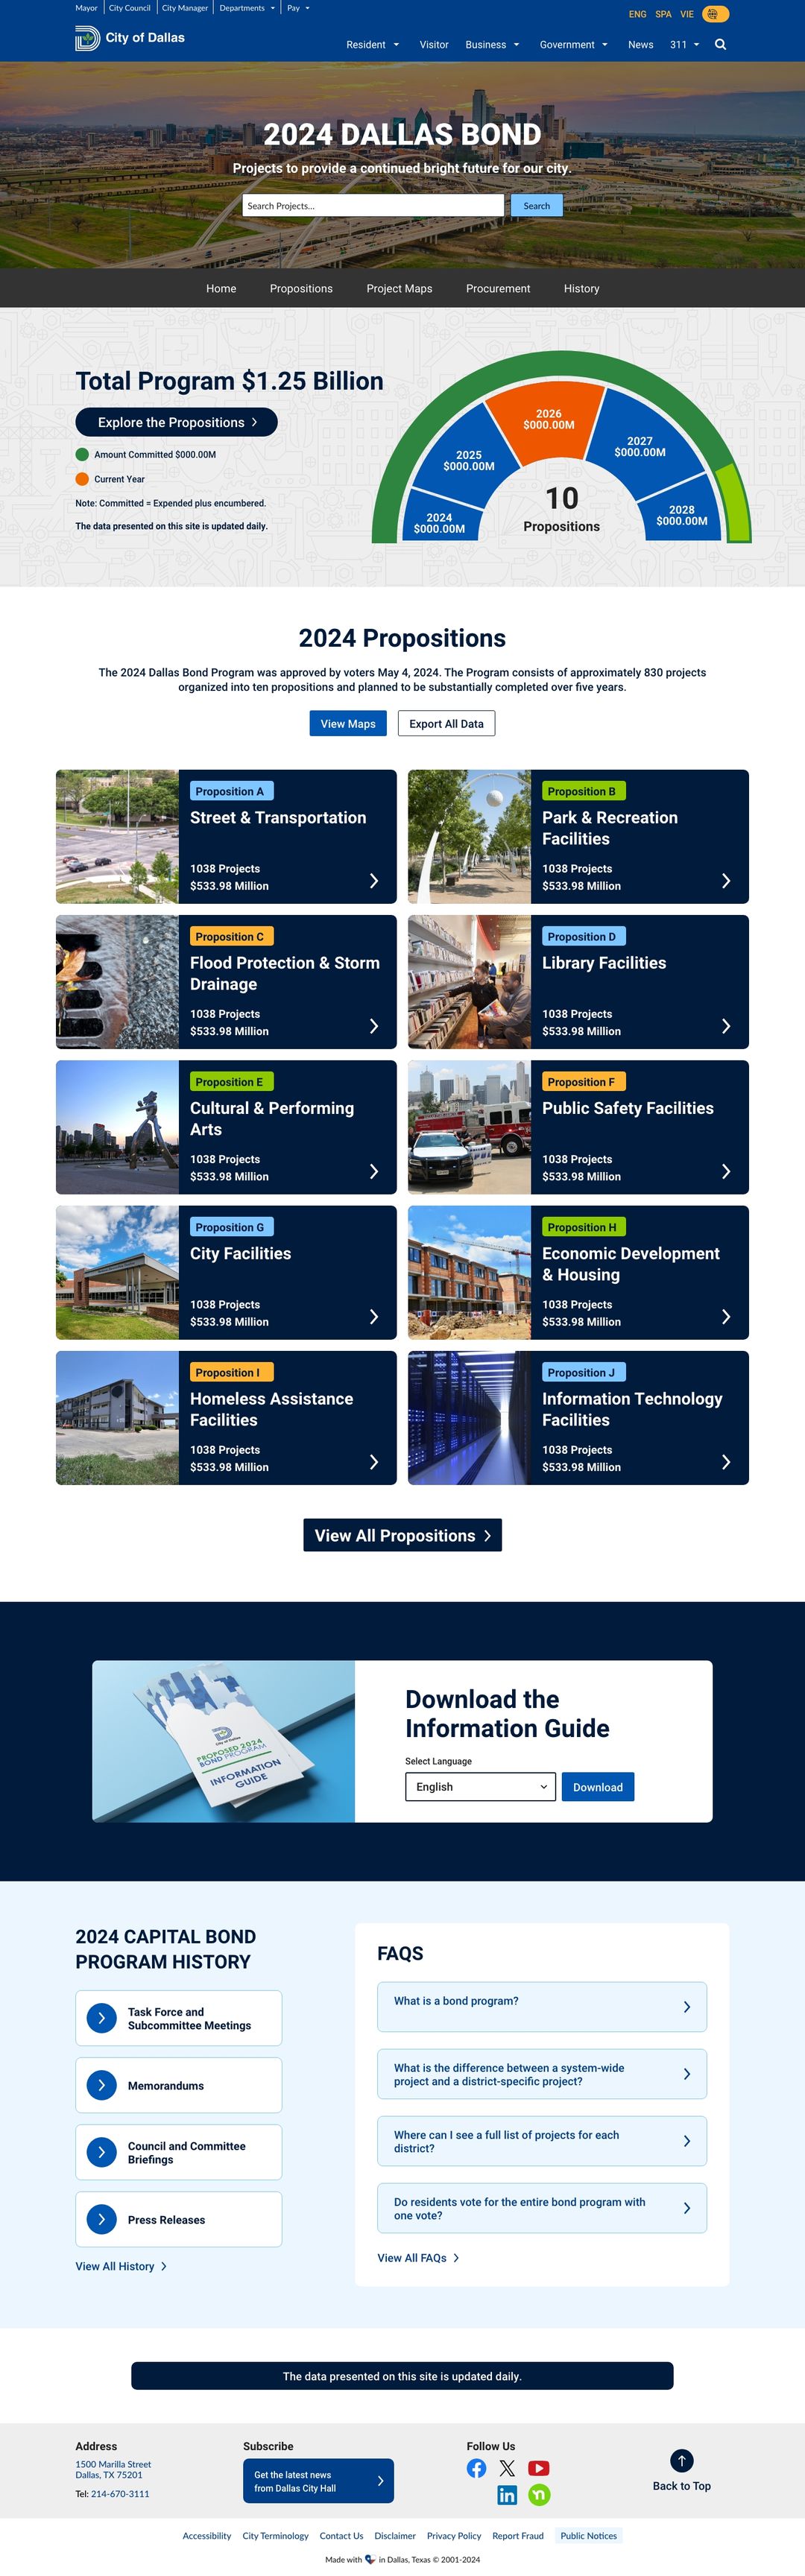 Mayor
City Council
City Manager
Departments
Pay
ENG SPA VIE
City of Dallas
Resident
Visitor
Business
Government
News
311
2024 DALLAS BOND
Projects to provide a continued bright future for our city.
Search Projects...
Search
Home
Propositions
Project Maps
Procurement
History
Total Program $1.25 Billion
Explore the Propositions
Amount Committed $000.00M
Current Year
Note: Committed = Expended plus encumbered.
The data presented on this site is updated daily.
2024
$000.00M
2025
$000.00M
2026
$000.00M
2027
$000.00M
2028
$000.00M
10
Propositions
2024 Propositions
The 2024 Dallas Bond Program was approved by voters May 4, 2024. The Program consists of approximately 830 projects
organized into ten propositions and planned to be substantially completed over five years.
View Maps
Export All Data
Proposition A
Street & Transportation
1038 Projects
$533.98 Million
Proposition B
Park & Recreation
Facilities
1038 Projects
$533.98 Million
Proposition C
Flood Protection & Storm
Drainage
1038 Projects
$533.98 Million
Proposition D
Library Facilities
1038 Projects
$533.98 Million
Proposition E
Cultural & Performing
Arts
1038 Projects
$533.98 Million
Proposition F
Public Safety Facilities
1038 Projects
$533.98 Million
Proposition G
City Facilities
1038 Projects
$533.98 Million
Proposition H
Economic Development
& Housing
1038 Projects
$533.98 Million
Proposition I
Homeless Assistance
Facilities
1038 Projects
$533.98 Million
Proposition J
Information Technology
Facilities
1038 Projects
$533.98 Million
View All Propositions
City of Dallas
PROPOSED 2024
BOND PROGRAM
INFORMATION
GUIDE
Download the
Information Guide
Select Language
English
Download
2024 CAPITAL BOND
PROGRAM HISTORY
Task Force and
Subcommittee Meetings
Memorandums
Council and Committee
Briefings
Press Releases
View All History
FAQS
What is a bond program?
What is the difference between a system-wide
project and a district-specific project?
Where can I see a full list of projects for each
district?
Do residents vote for the entire bond program with
one vote?
View All FAQs
The data presented on this site is updated daily.
Address
1500 Marilla Street
Dallas, TX 75201
Tel: 214-670-3111
Subscribe
Get the latest news
from Dallas City Hall
Follow Us
Back to Top
Accessibility
City Terminology
Contact Us
Disclaimer
Privacy Policy
Report Fraud
Public Notices
Made with in Dallas, Texas © 2001-2024